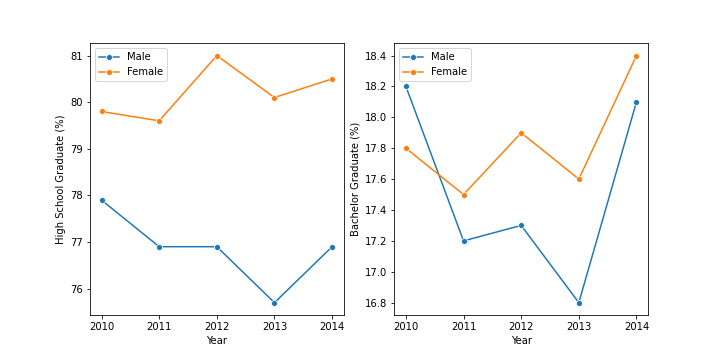 81
80
79
78
77
76
High School Graduate (%)
Male
Female
2010 2011 2012 2013 2014
Year
18.4
18.2
18.0
17.8
17.6
17.4
17.2
17.0
16.8
Bachelor Graduate (%)
Male
Female
2010 2011 2012 2013 2014
Year